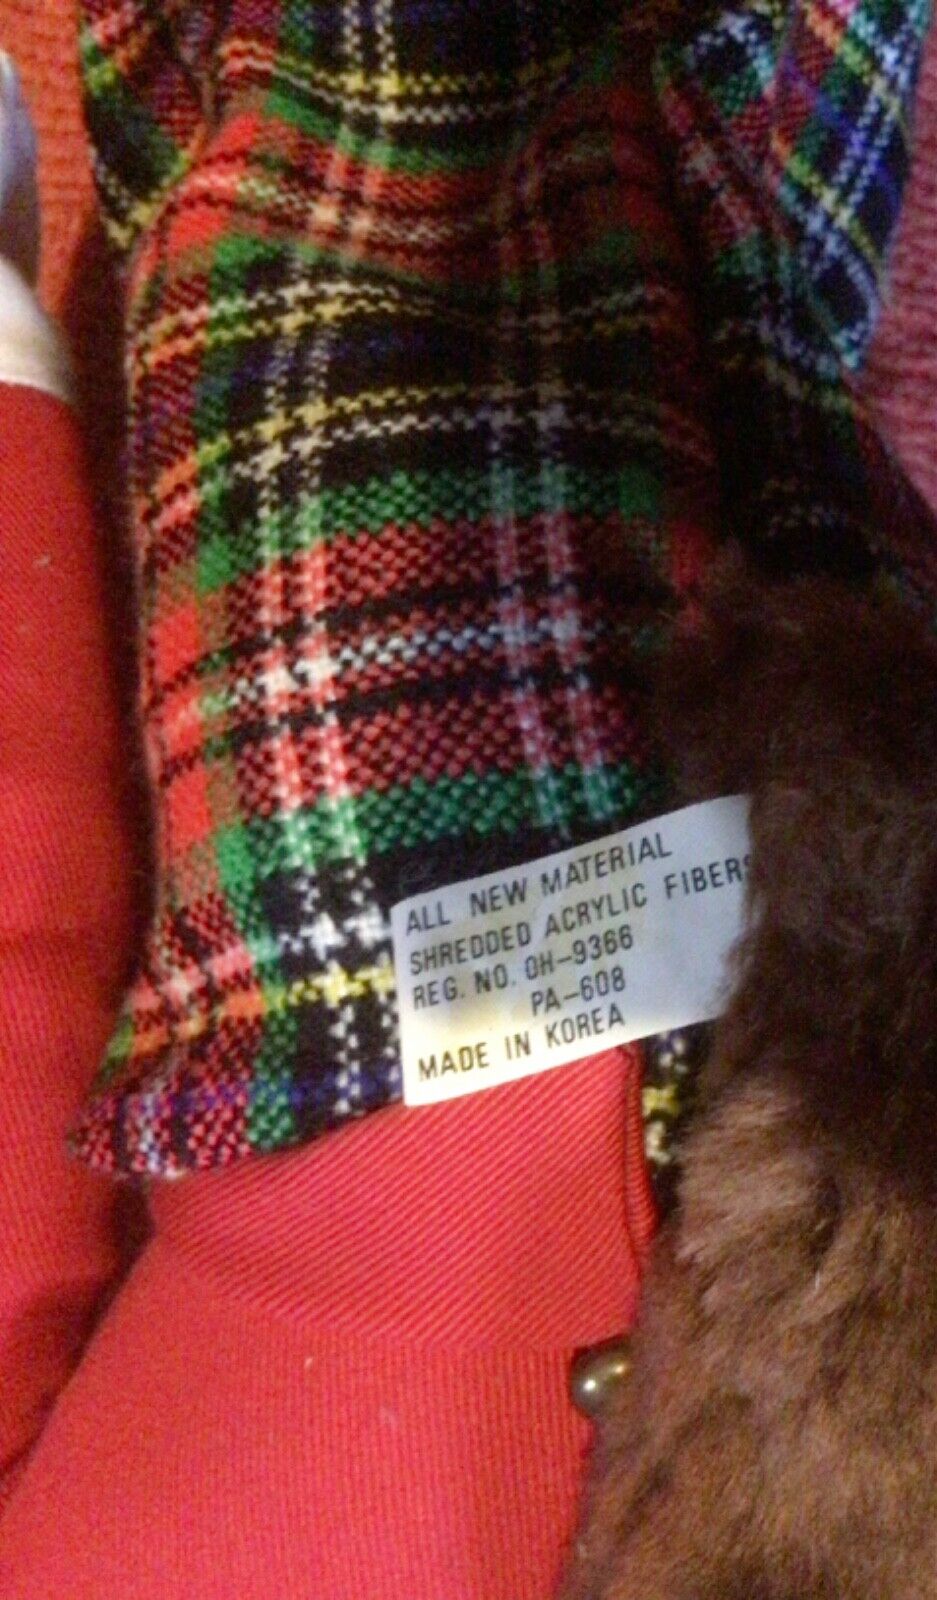 ALL NEW MATERIAL
SHREDDED ACRYLIC FIBERS
REG. NO. OH-9366
PA-608
MADE IN KOREA